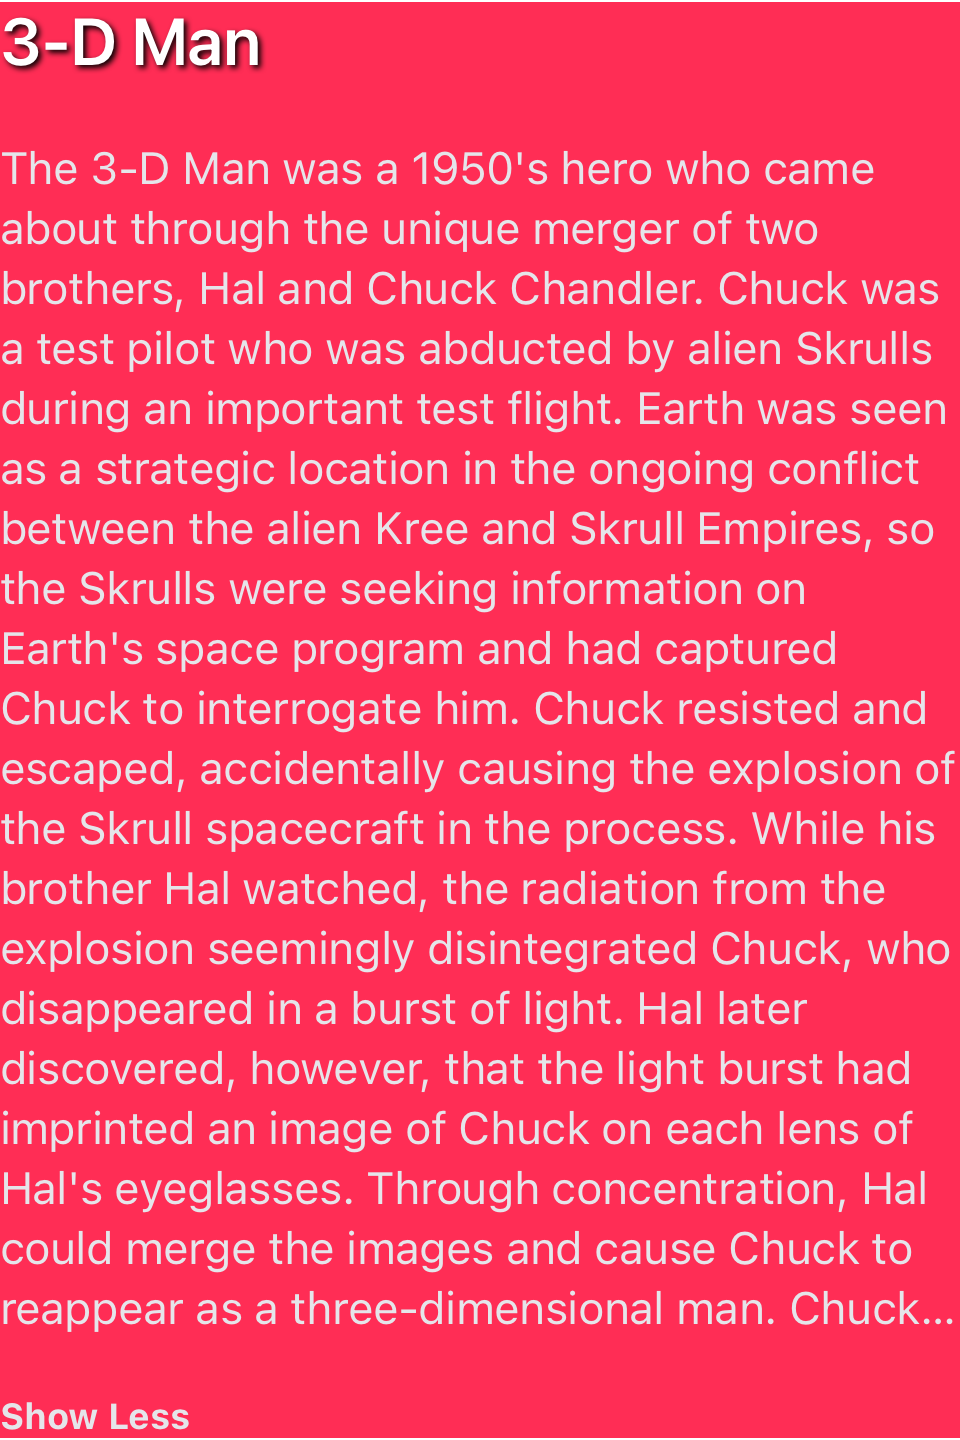 3-D Man
The 3-D Man was a 1950's hero who came
about through the unique merger of two
brothers, Hal and Chuck Chandler. Chuck was
a test pilot who was abducted by alien Skrulls
during an important test flight. Earth was seen
as a strategic location in the ongoing conflict
between the alien Kree and Skrull Empires, so
the Skrulls were seeking information on
Earth's space program and had captured
Chuck to interrogate him. Chuck resisted and
escaped, accidentally causing the explosion of
the Skrull spacecraft in the process. While his
brother Hal watched, the radiation from the
explosion seemingly disintegrated Chuck, who
disappeared in a burst of light. Hal later
discovered, however, that the light burst had
imprinted an image of Chuck on each lens of
Hal's eyeglasses. Through concentration, Hal
could merge the images and cause Chuck to
reappear as a three-dimensional man. Chuck...
Show Less